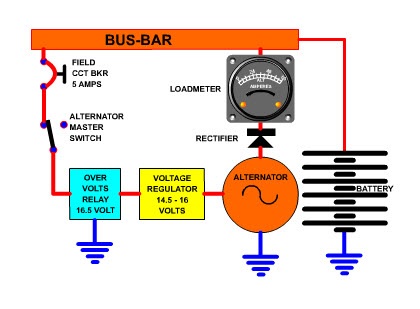 BUS-BAR
FIELD
CCT BKR
5 AMPS
LOADMETER
AMPERES
ALTERNATOR
MASTER
SWITCH
RECTIFIER
OVER
VOLTS
RELAY
16.5 VOLT
VOLTAGE
REGULATOR
14.5 - 16
VOLTS
ALTERNATOR
BATTERY